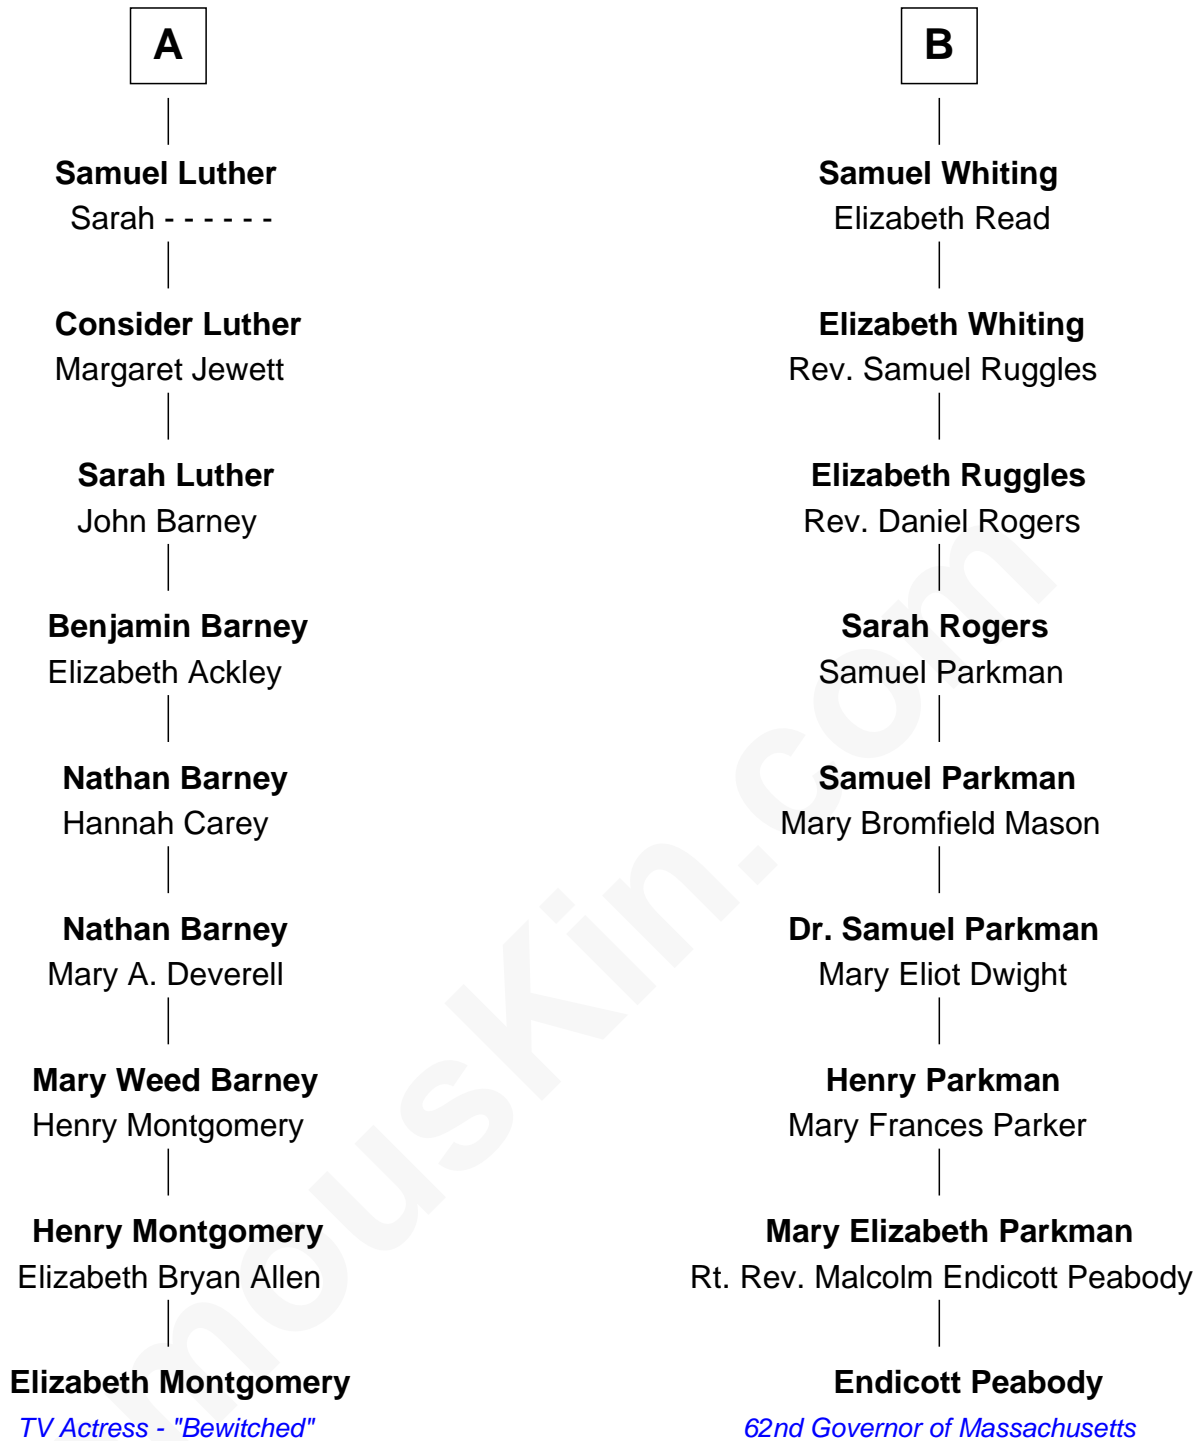 A
Samuel Luther
Sarah - - - - - -
Consider Luther
Margaret Jewett
Sarah Luther
John Barney
Benjamin Barney
Elizabeth Ackley
Nathan Barney
Hannah Carey
Nathan Barney
Mary A. Deverell
Mary Weed Barney
Henry Montgomery
Henry Montgomery
Elizabeth Bryan Allen
Elizabeth Montgomery
TV Actress - "Bewitched"
B
Samuel Whiting
Elizabeth Read
Elizabeth Whiting
Rev. Samuel Ruggles
Elizabeth Ruggles
Rev. Daniel Rogers
Sarah Rogers
Samuel Parkman
Samuel Parkman
Mary Bromfield Mason
Dr. Samuel Parkman
Mary Eliot Dwight
Henry Parkman
Mary Frances Parker
Mary Elizabeth Parkman
Rt. Rev. Malcolm Endicott Peabody
Endicott Peabody
62nd Governor of Massachusetts
mousKin.com